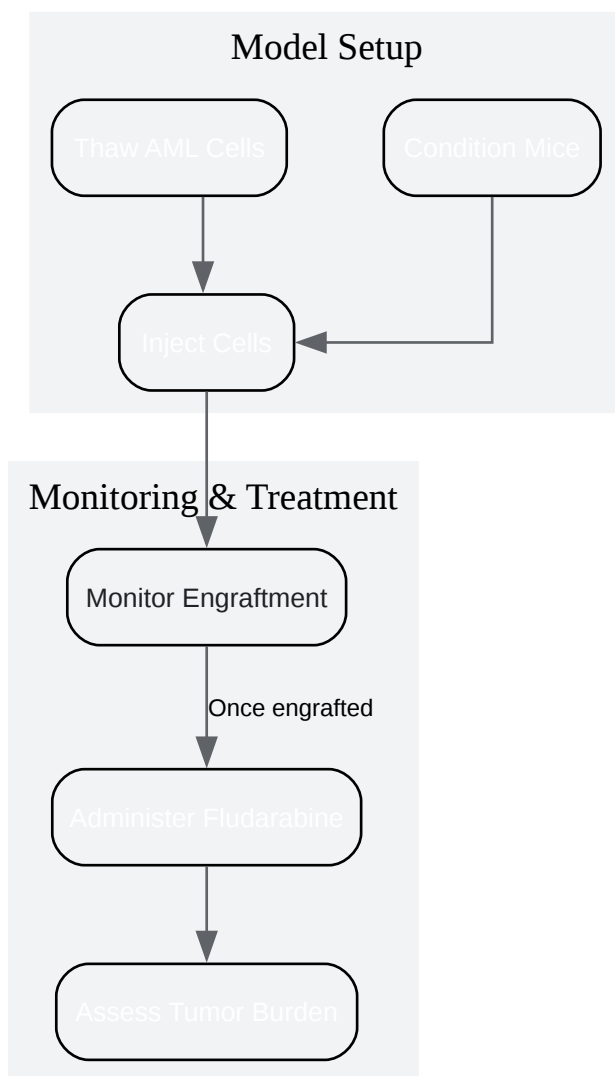 Model Setup
Thaw AML Cells
Condition Mice
Inject Cells
Monitoring & Treatment
Monitor Engraftment
Once engrafted
Administer Fludarabine
Assess Tumor Burden